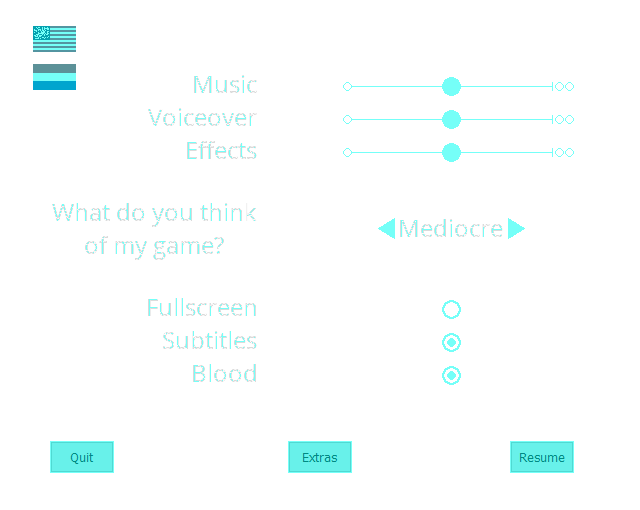 Music
Voiceover
Effects
What do you think
of my game?
Mediocre
Fullscreen
Subtitles
Blood
Quit
Extras
Resume